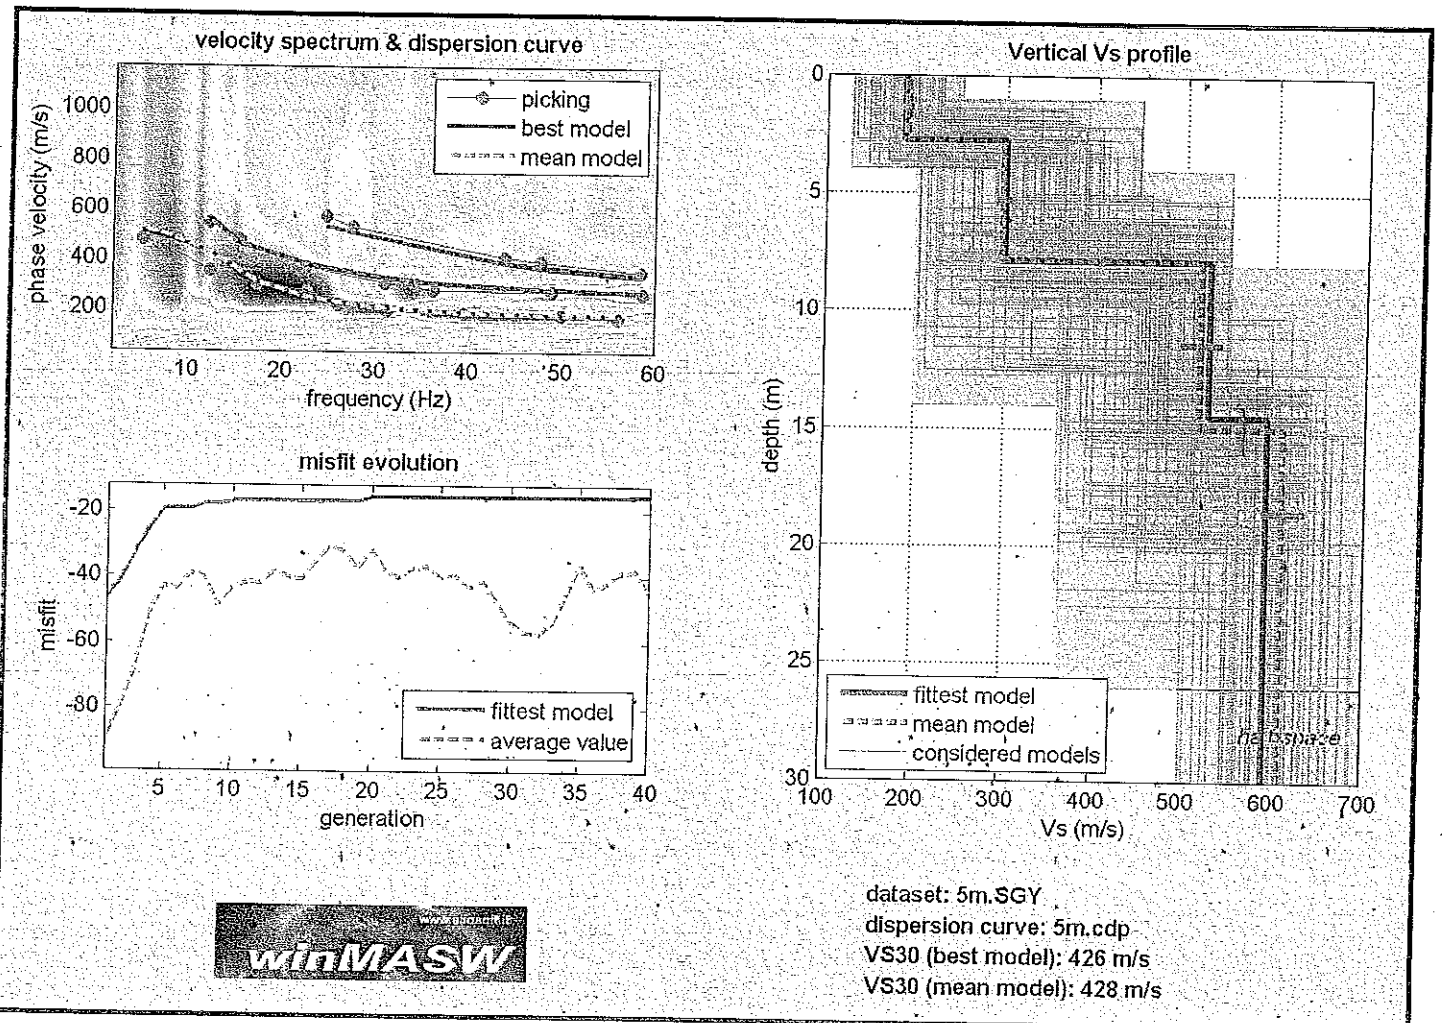 velocity spectrum & dispersion curve
phase velocity (m/s)
1000
800
600
400
200
picking
best model
mean model
10
20
30
40
50
60
frequency (Hz)
misfit evolution
misfit
-20
-40
-60
-80
fittest model
average value
5
10
15
20
25
30
35
40
generation
winMASW
Vertical Vs profile
depth (m)
0
5
10
15
20
25
30
fittest model
mean model
considered models
halfspace
100
200
300
400
500
600
700
Vs (m/s)
dataset: 5m.SGY
dispersion curve: 5m.cdp
VS30 (best model): 426 m/s
VS30 (mean model): 428 m/s